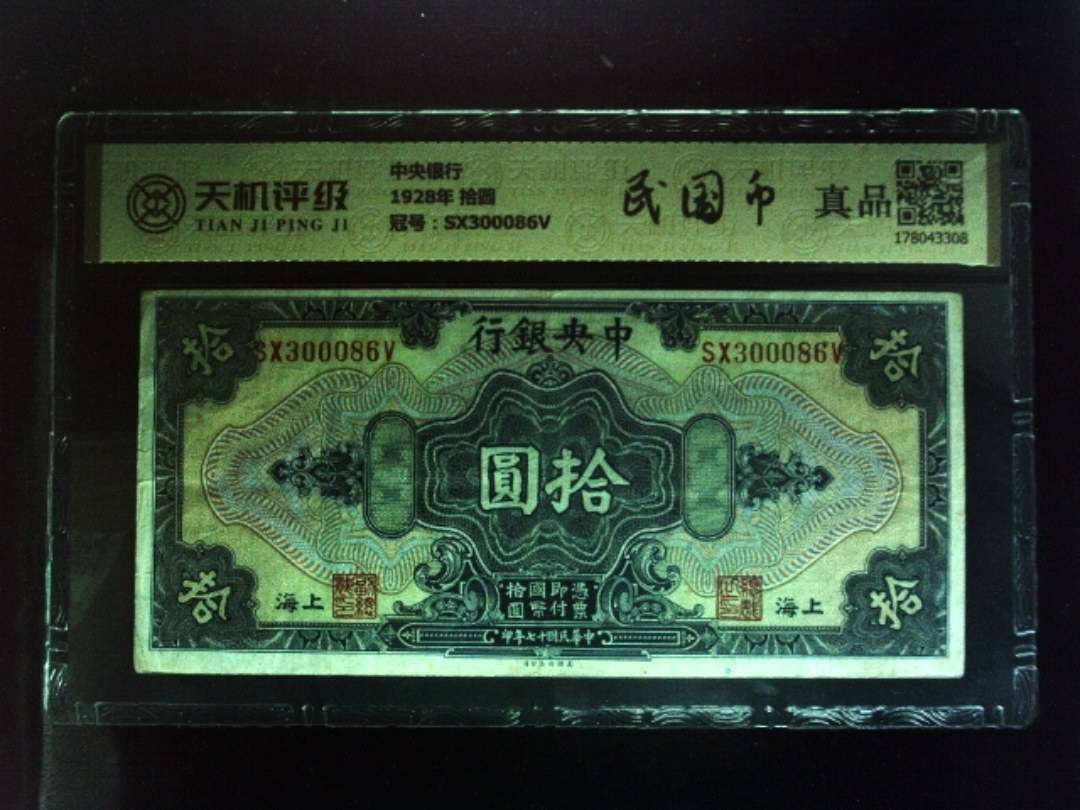 天机评级
TIAN JI PING JI
中央银行
1928年 拾圆
冠号：SX300086V
民国币
真品
178043308
行銀央中
拾
拾
SX300086V
SX300086V
圓拾
拾
拾
上海
上海
憑票
即付
國幣
拾圓
中華民國十七年印